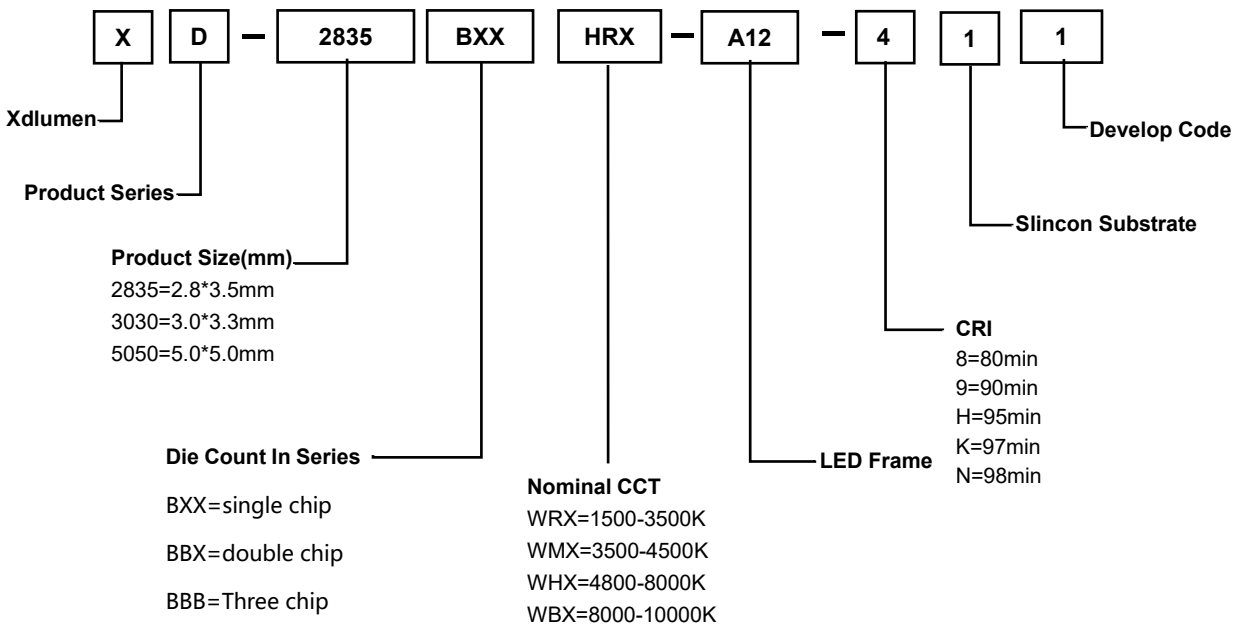 X D - 2835 BXX HRX - A12 - 4 1 1
Xdlumen
Develop Code
Product Series
Slincon Substrate
Product Size(mm)
2835=2.8*3.5mm
3030=3.0*3.3mm
5050=5.0*5.0mm
CRI
8=80min
9=90min
H=95min
K=97min
N=98min
Die Count In Series
BXX=single chip
BBX=double chip
BBB=Three chip
LED Frame
Nominal CCT
WRX=1500-3500K
WMX=3500-4500K
WHX=4800-8000K
WBX=8000-10000K